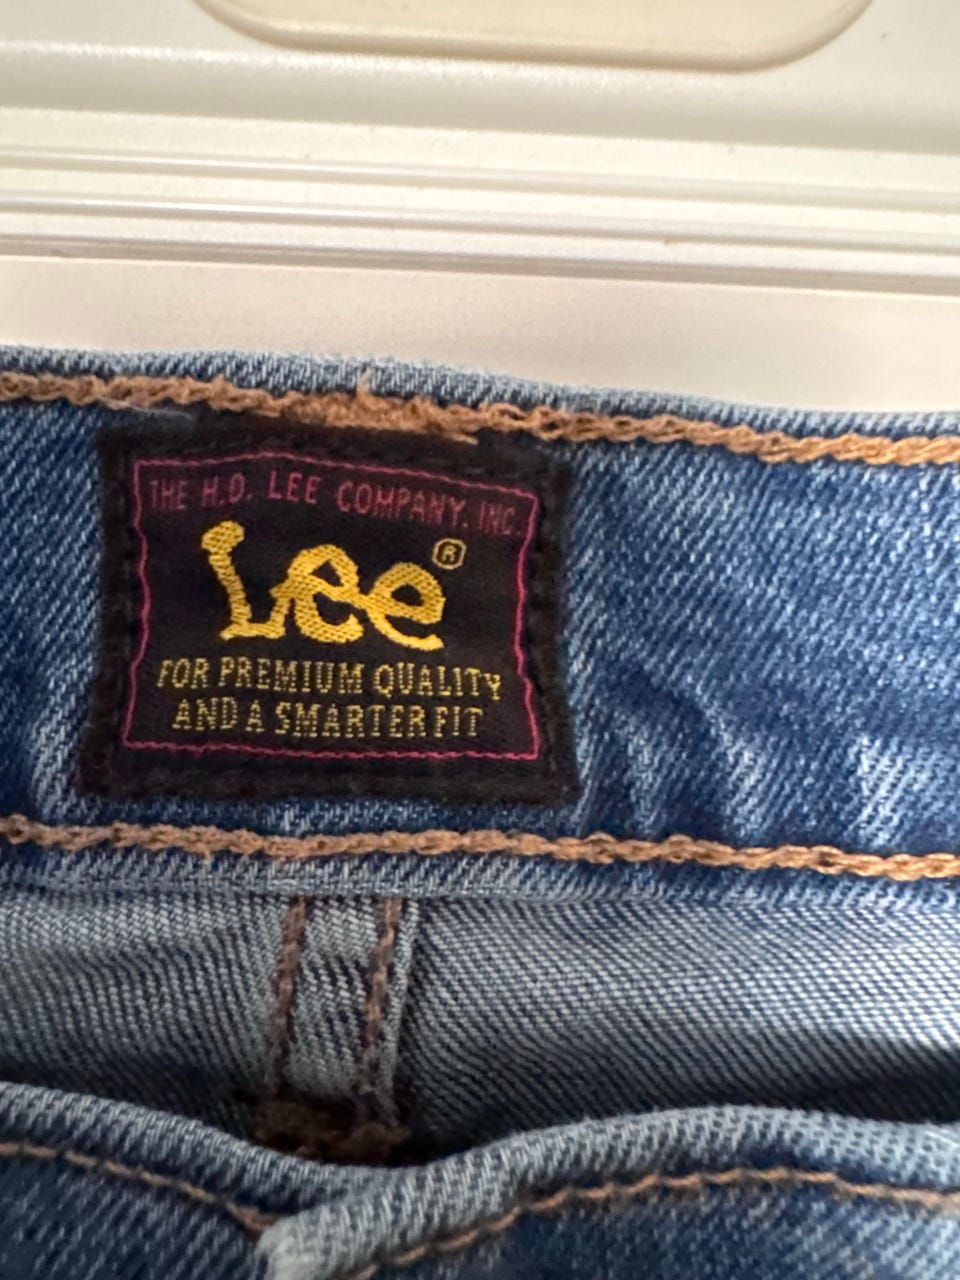 THE H.D. LEE COMPANY, INC.
Lee®
FOR PREMIUM QUALITY
AND A SMARTER FIT